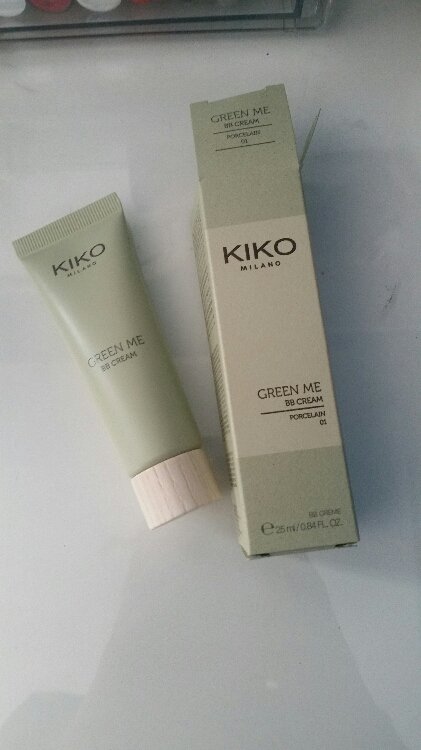 KIKO
MILANO
GREEN ME
BB CREAM
GREEN ME
BB CREAM
PORCELAIN
01
KIKO
MILANO
GREEN ME
BB CREAM
PORCELAIN
01
BB CRÈME
℮ 25 ml / 0.84 FL. OZ.